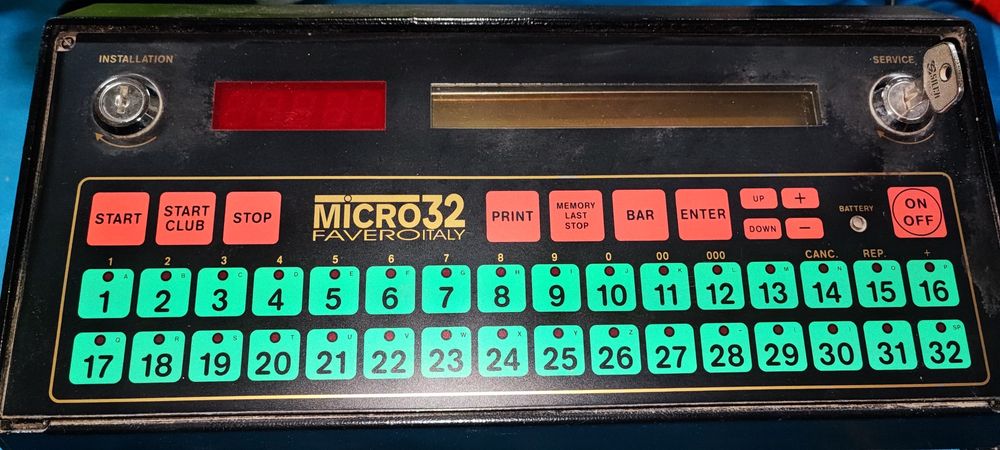 INSTALLATION
SERVICE
SILCA
START
START CLUB
STOP
MICRO32
FAVERO ITALY
PRINT
MEMORY LAST STOP
BAR
ENTER
UP
+
DOWN
−
BATTERY
ON OFF
1 2 3 4 5 6 7 8 9 0 00 000 CANC. REP. +
A B C D E F G H I J K L M N O P
1 2 3 4 5 6 7 8 9 10 11 12 13 14 15 16
Q R S T U V W X Y Z SP
17 18 19 20 21 22 23 24 25 26 27 28 29 30 31 32